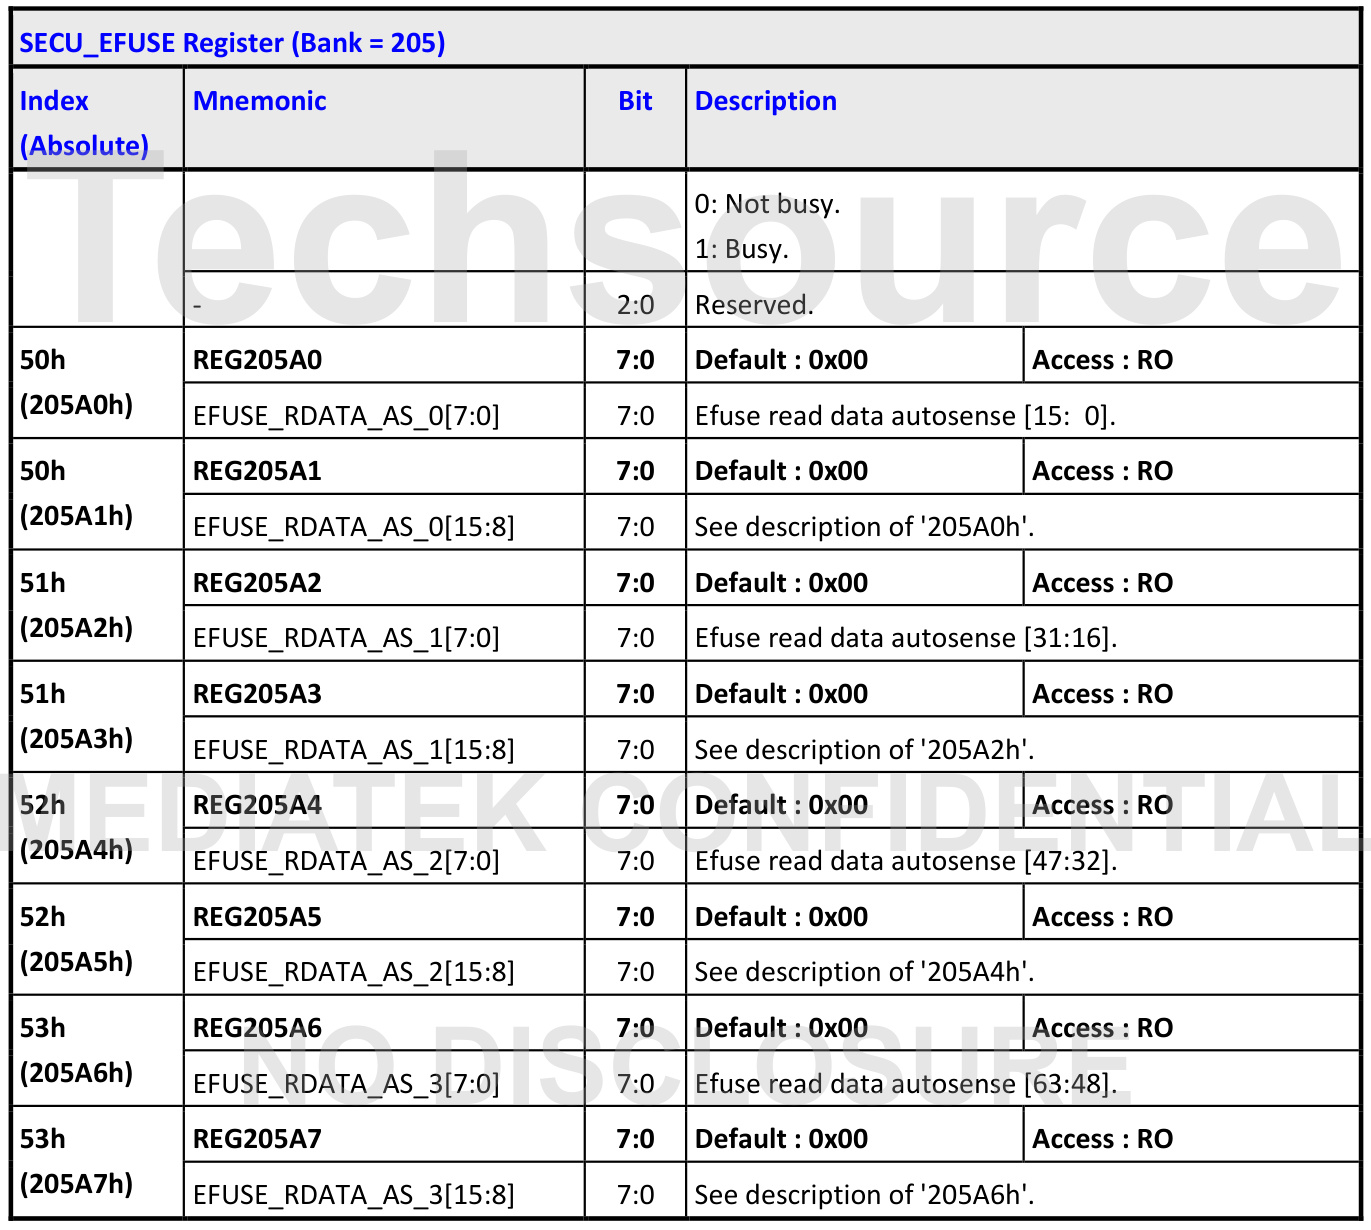 SECU_EFUSE Register (Bank = 205)
Index (Absolute) Mnemonic Bit Description
0: Not busy.
1: Busy.
- 2:0 Reserved.
50h (205A0h) REG205A0 7:0 Default : 0x00 Access : RO
EFUSE_RDATA_AS_0[7:0] 7:0 Efuse read data autosense [15:  0].
50h (205A1h) REG205A1 7:0 Default : 0x00 Access : RO
EFUSE_RDATA_AS_0[15:8] 7:0 See description of '205A0h'.
51h (205A2h) REG205A2 7:0 Default : 0x00 Access : RO
EFUSE_RDATA_AS_1[7:0] 7:0 Efuse read data autosense [31:16].
51h (205A3h) REG205A3 7:0 Default : 0x00 Access : RO
EFUSE_RDATA_AS_1[15:8] 7:0 See description of '205A2h'.
52h (205A4h) REG205A4 7:0 Default : 0x00 Access : RO
EFUSE_RDATA_AS_2[7:0] 7:0 Efuse read data autosense [47:32].
52h (205A5h) REG205A5 7:0 Default : 0x00 Access : RO
EFUSE_RDATA_AS_2[15:8] 7:0 See description of '205A4h'.
53h (205A6h) REG205A6 7:0 Default : 0x00 Access : RO
EFUSE_RDATA_AS_3[7:0] 7:0 Efuse read data autosense [63:48].
53h (205A7h) REG205A7 7:0 Default : 0x00 Access : RO
EFUSE_RDATA_AS_3[15:8] 7:0 See description of '205A6h'.
Techsource
MEDIATEK CONFIDENTIAL
NO DISCLOSURE